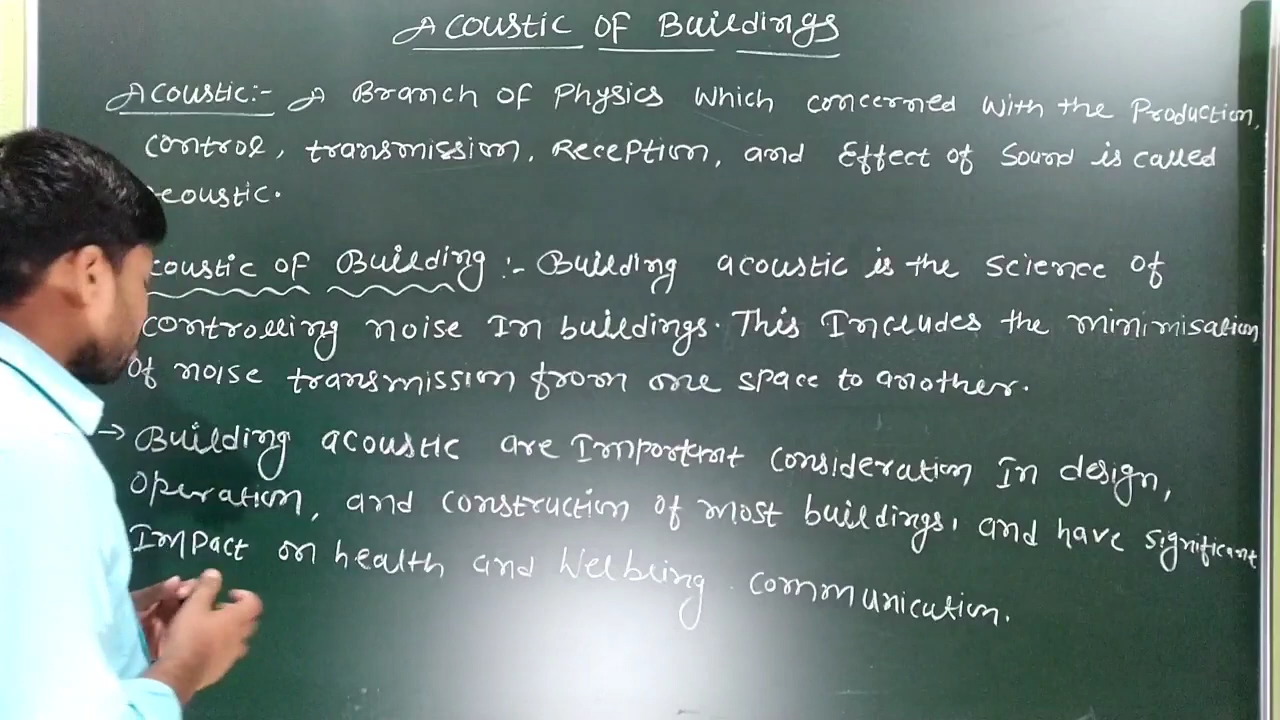 Acoustic of Buildings
Acoustic:- A Branch of Physics which concerned with the Production,
control, transmission, Reception, and Effect of Sound is called
coustic.
coustic of Building :- Building acoustic is the science of
controlling noise In buildings. This Includes the minimisation
of noise transmission from one space to another.
→ Building acoustic are Important consideration In design,
operation, and construction of most buildings, and have significant
Impact on health and Welbeing. communication.